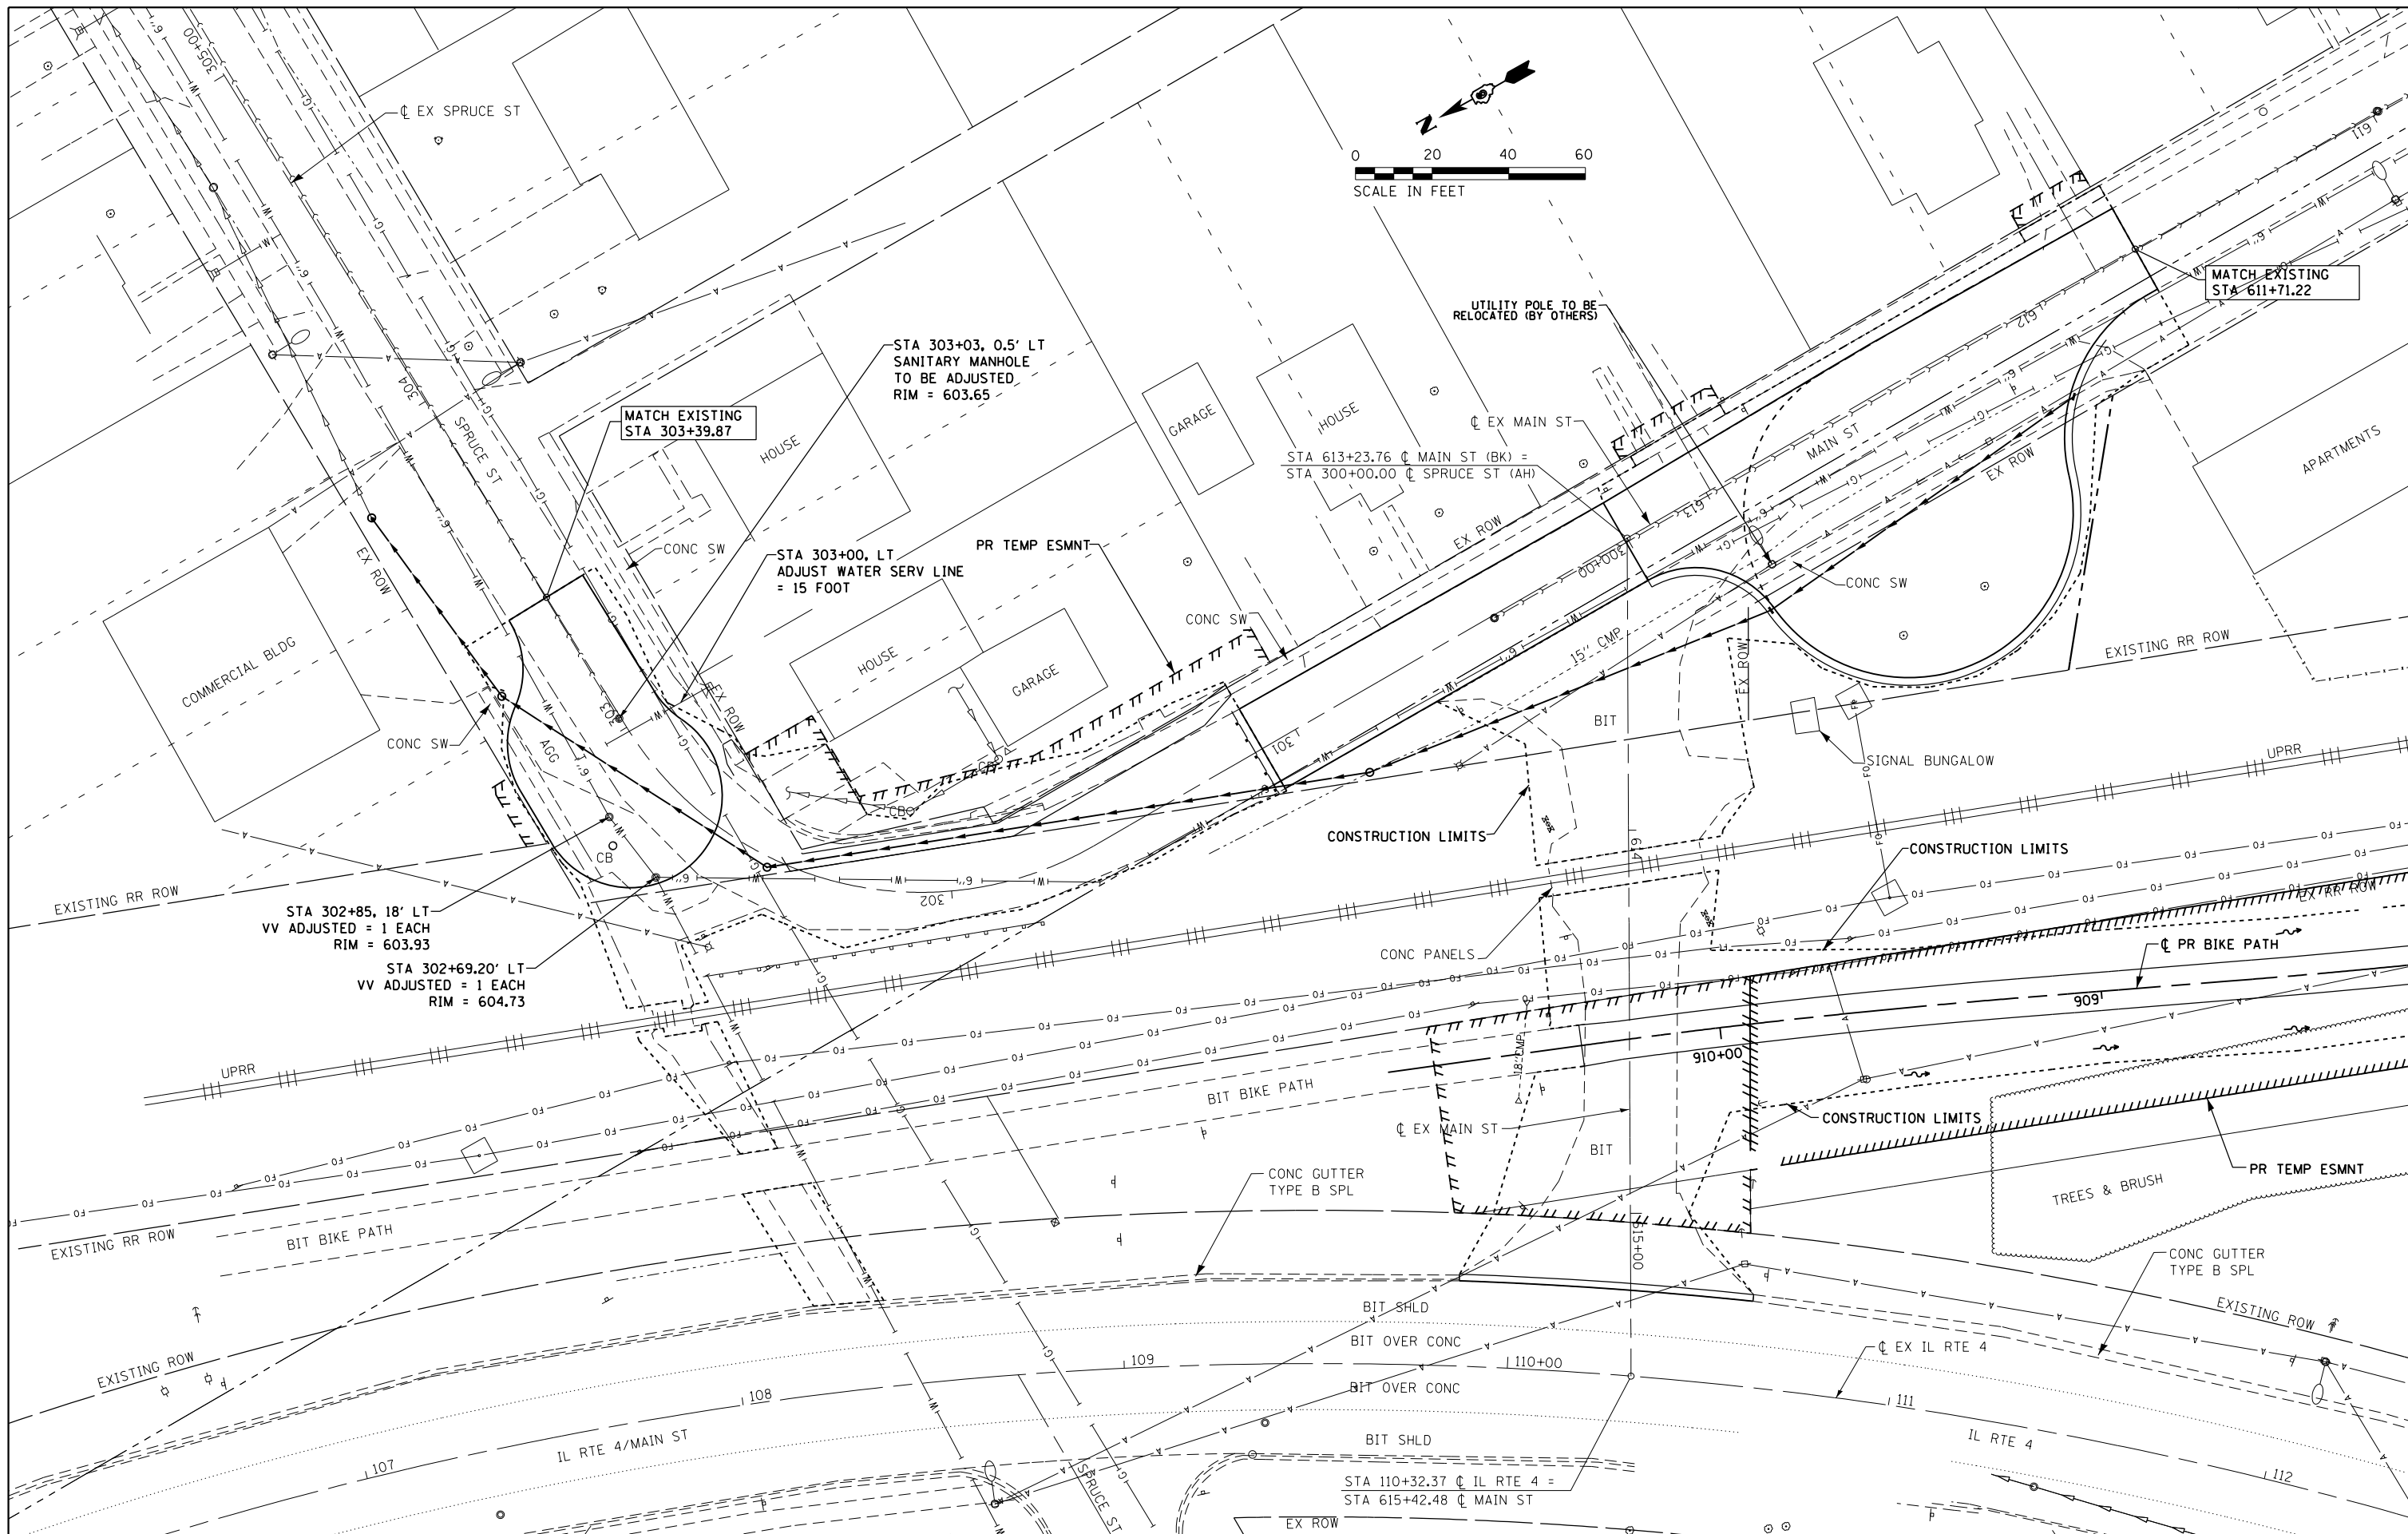 305+00
℄ EX SPRUCE ST
N
0 20 40 60
SCALE IN FEET
119
MATCH EXISTING
STA 611+71.22
UTILITY POLE TO BE
RELOCATED (BY OTHERS)
STA 303+03, 0.5' LT
SANITARY MANHOLE
TO BE ADJUSTED
RIM = 603.65
304
MATCH EXISTING
STA 303+39.87
SPRUCE ST
HOUSE
GARAGE
HOUSE
℄ EX MAIN ST
STA 613+23.76 ℄ MAIN ST (BK) =
STA 300+00.00 ℄ SPRUCE ST (AH)
612
613
MAIN ST
EX ROW
APARTMENTS
300+00
EX ROW
CONC SW
STA 303+00, LT
ADJUST WATER SERV LINE
= 15 FOOT
PR TEMP ESMNT
EX ROW
CONC SW
CONC SW
COMMERCIAL BLDG
HOUSE
GARAGE
15" CMP
EX ROW
EXISTING RR ROW
EX ROW
303
CONC SW
AGG
301
BIT
SIGNAL BUNGALOW
UPRR
CB
CB
CB
CONSTRUCTION LIMITS
614
CONSTRUCTION LIMITS
EXISTING RR ROW
302
EX RR ROW
STA 302+85, 18' LT
VV ADJUSTED = 1 EACH
RIM = 603.93
STA 302+69.20' LT
VV ADJUSTED = 1 EACH
RIM = 604.73
CONC PANELS
℄ PR BIKE PATH
909
910+00
18" CMP
UPRR
BIT BIKE PATH
CONSTRUCTION LIMITS
℄ EX MAIN ST
BIT
PR TEMP ESMNT
TREES & BRUSH
CONC GUTTER
TYPE B SPL
EXISTING RR ROW
BIT BIKE PATH
615+00
CONC GUTTER
TYPE B SPL
BIT SHLD
EXISTING ROW
BIT OVER CONC
EXISTING ROW
℄ EX IL RTE 4
107
108
109
110+00
111
112
BIT OVER CONC
IL RTE 4/MAIN ST
BIT SHLD
IL RTE 4
SPRUCE ST
STA 110+32.37 ℄ IL RTE 4 =
STA 615+42.48 ℄ MAIN ST
EX ROW